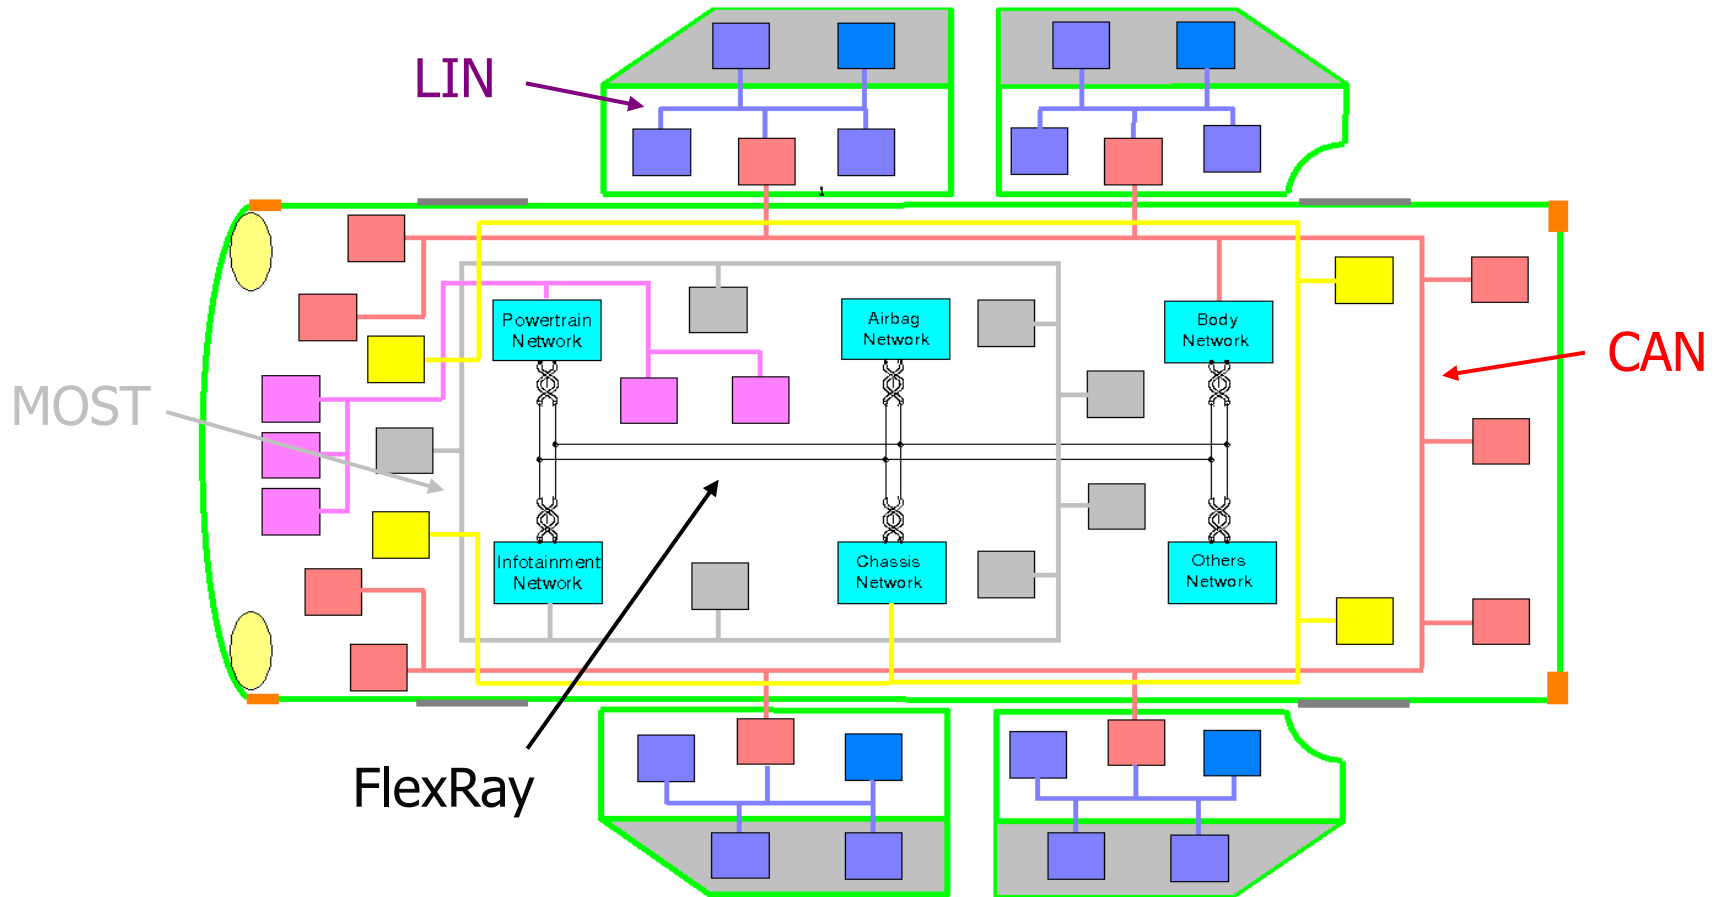 LIN
Powertrain
Network
Airbag
Network
Body
Network
CAN
MOST
Infotainment
Network
Chassis
Network
Others
Network
FlexRay